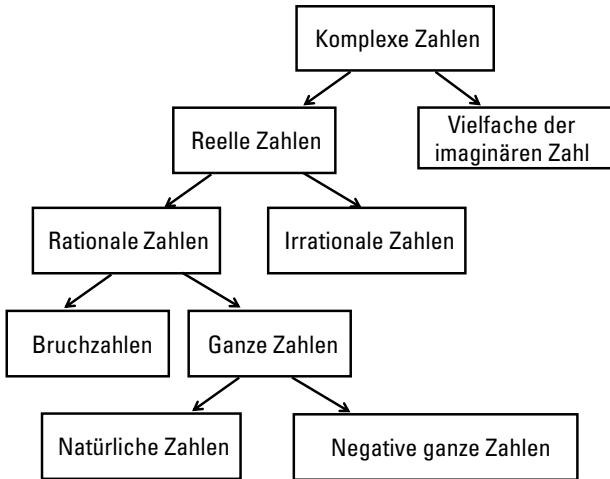 Komplexe Zahlen
Reelle Zahlen
Vielfache der
imaginären Zahl
Rationale Zahlen
Irrationale Zahlen
Bruchzahlen
Ganze Zahlen
Natürliche Zahlen
Negative ganze Zahlen